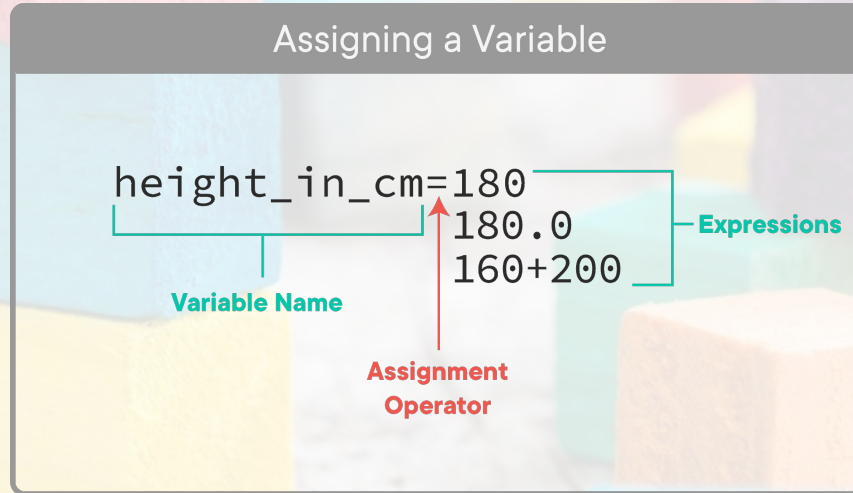 Assigning a Variable
height_in_cm=180
180.0
160+200
Expressions
Variable Name
Assignment
Operator